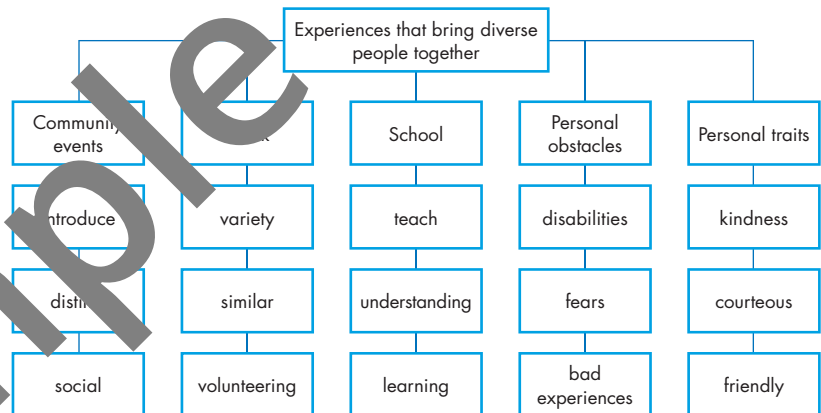 Experiences that bring diverse
people together
Community
events
School
Personal
obstacles
Personal traits
introduce
variety
teach
disabilities
kindness
similar
understanding
fears
courteous
social
volunteering
learning
bad
experiences
friendly